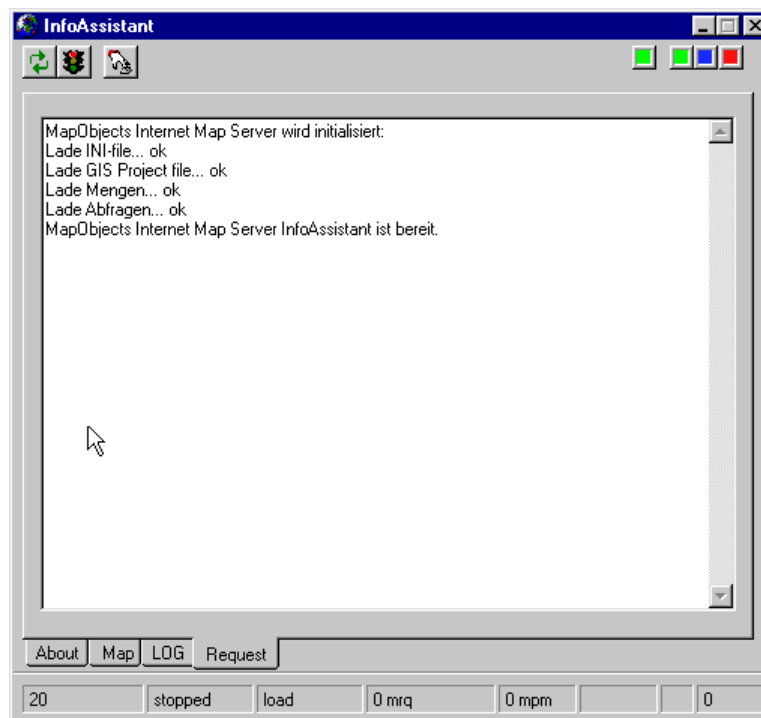 InfoAssistant
MapObjects Internet Map Server wird initialisiert:
Lade INI-file... ok
Lade GIS Project file... ok
Lade Mengen... ok
Lade Abfragen... ok
MapObjects Internet Map Server InfoAssistant ist bereit.
About Map LOG Request
20 stopped load 0 mrq 0 mpm 0